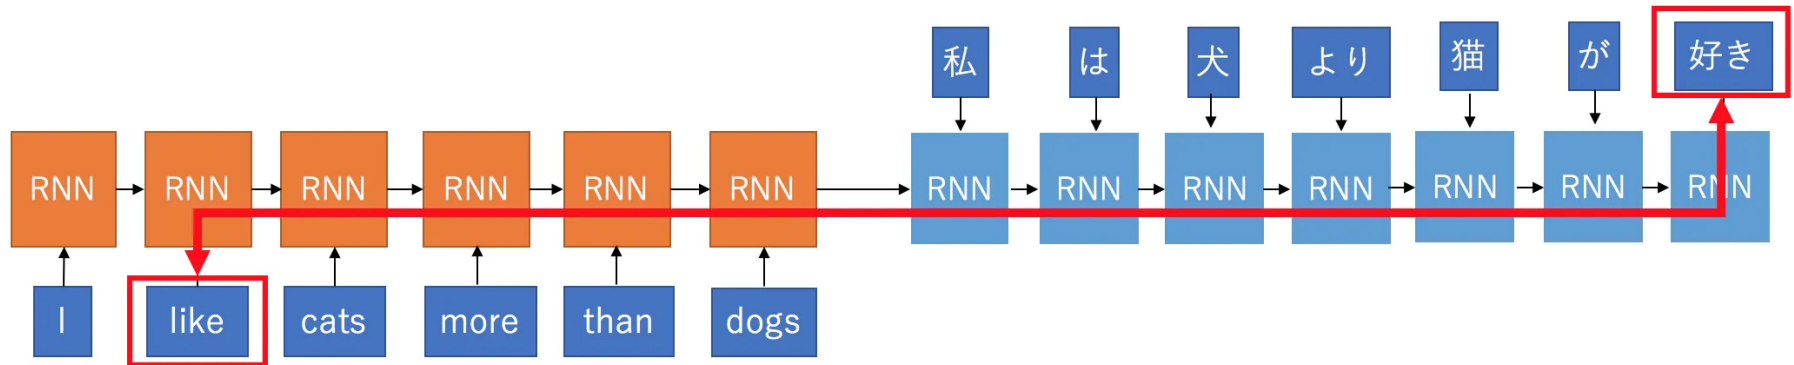 私 は 犬 より 猫 が 好き
RNN RNN RNN RNN RNN RNN RNN RNN RNN RNN RNN RNN RNN
I like cats more than dogs